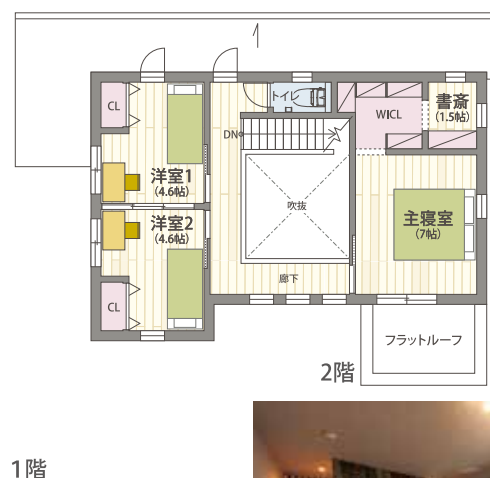 トイレ
CL
WICL
書斎
(1.5帖)
DN
洋室1
(4.6帖)
吹抜
主寝室
(7帖)
洋室2
(4.6帖)
廊下
CL
フラットルーフ
2階
1階